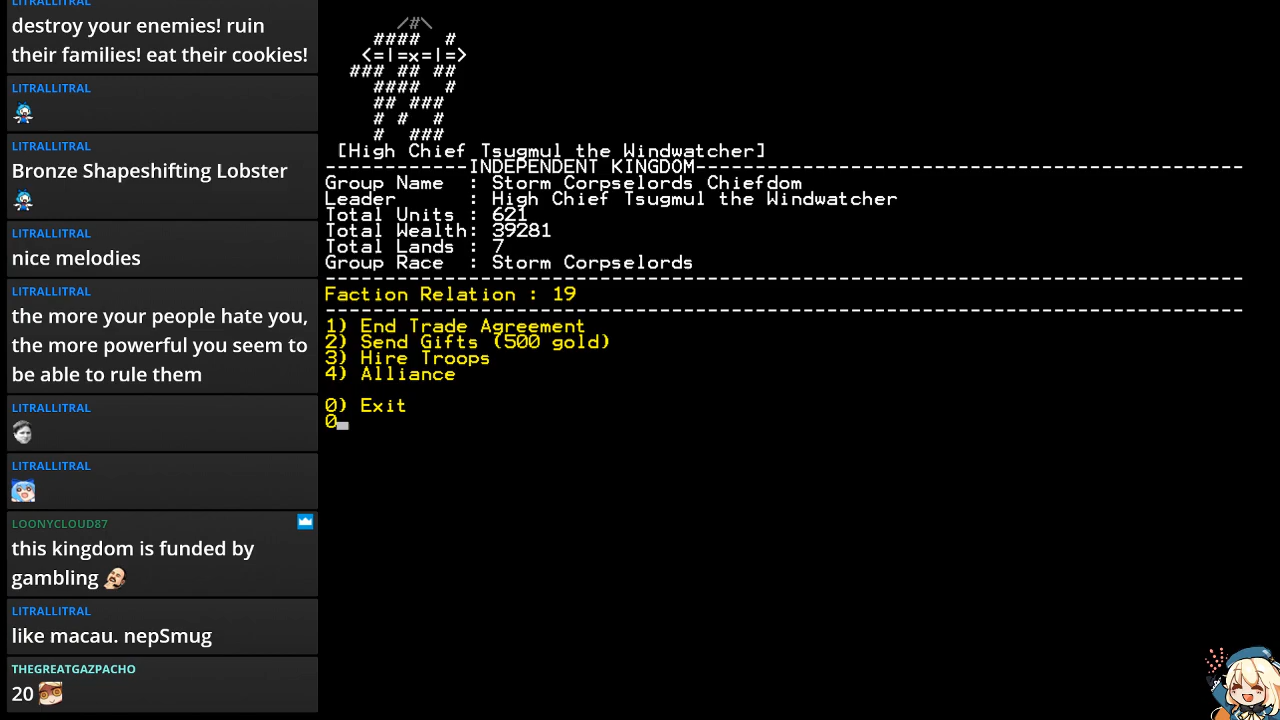 LITRALLITRAL
destroy your enemies! ruin
their families! eat their cookies!
LITRALLITRAL
LITRALLITRAL
Bronze Shapeshifting Lobster
LITRALLITRAL
nice melodies
LITRALLITRAL
the more your people hate you,
the more powerful you seem to
be able to rule them
LITRALLITRAL
LITRALLITRAL
LOONYCLOUD87
this kingdom is funded by
gambling
LITRALLITRAL
like macau. nepSmug
THEGREATGAZPACHO
20
/#\
#### #
<=|=x=|=>
### ## ##
#### #
## ###
# # #
# ###
[High Chief Tsugmul the Windwatcher]
------------INDEPENDENT KINGDOM----------------------------------------------
Group Name : Storm Corpselords Chiefdom
Leader : High Chief Tsugmul the Windwatcher
Total Units : 621
Total Wealth: 39281
Total Lands : 7
Group Race : Storm Corpselords
-----------------------------------------------------------------------------
Faction Relation : 19
-----------------------------------------------------------------------------
1) End Trade Agreement
2) Send Gifts (500 gold)
3) Hire Troops
4) Alliance
0) Exit
0